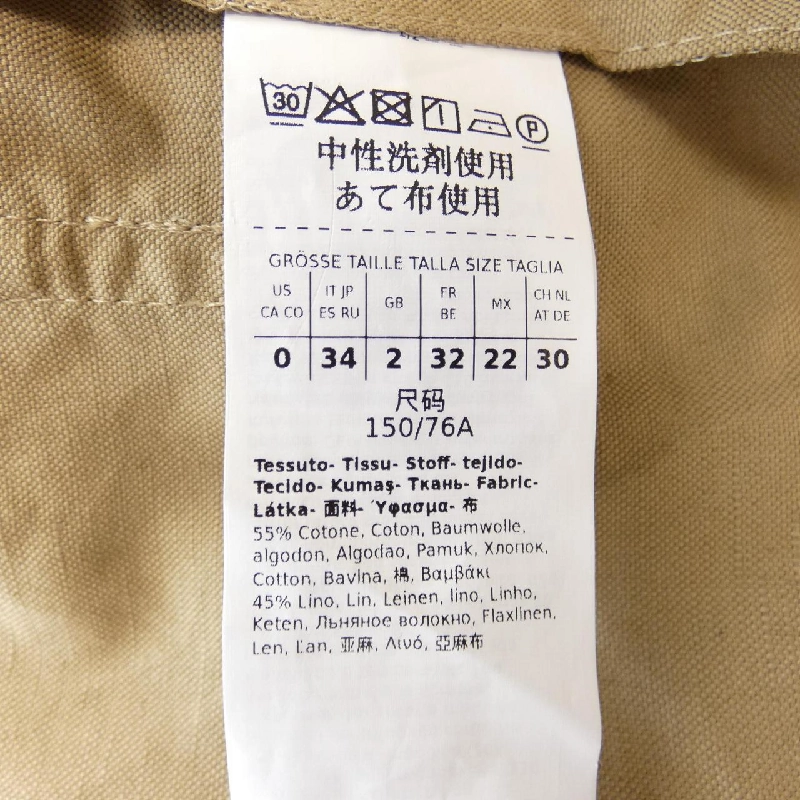 30 P
中性洗剤使用
あて布使用
GRÖSSE TAILLE TALLA SIZE TAGLIA
US CA CO IT JP ES RU GB FR BE MX CH NL AT DE
0 34 2 32 22 30
尺码
150/76A
Tessuto- Tissu- Stoff- tejido-
Tecido- Kumaş- Ткань- Fabric-
Látka- 面料- Ύφασμα- 布
55% Cotone, Coton, Baumwolle,
algodon, Algodao, Pamuk, Хлопок,
Cotton, Bavlna, 棉, Βαμβάκι
45% Lino, Lin, Leinen, lino, Linho,
Keten, Льняное волокно, Flaxlinen,
Len, Ľan, 亚麻, Λινό, 亞麻布